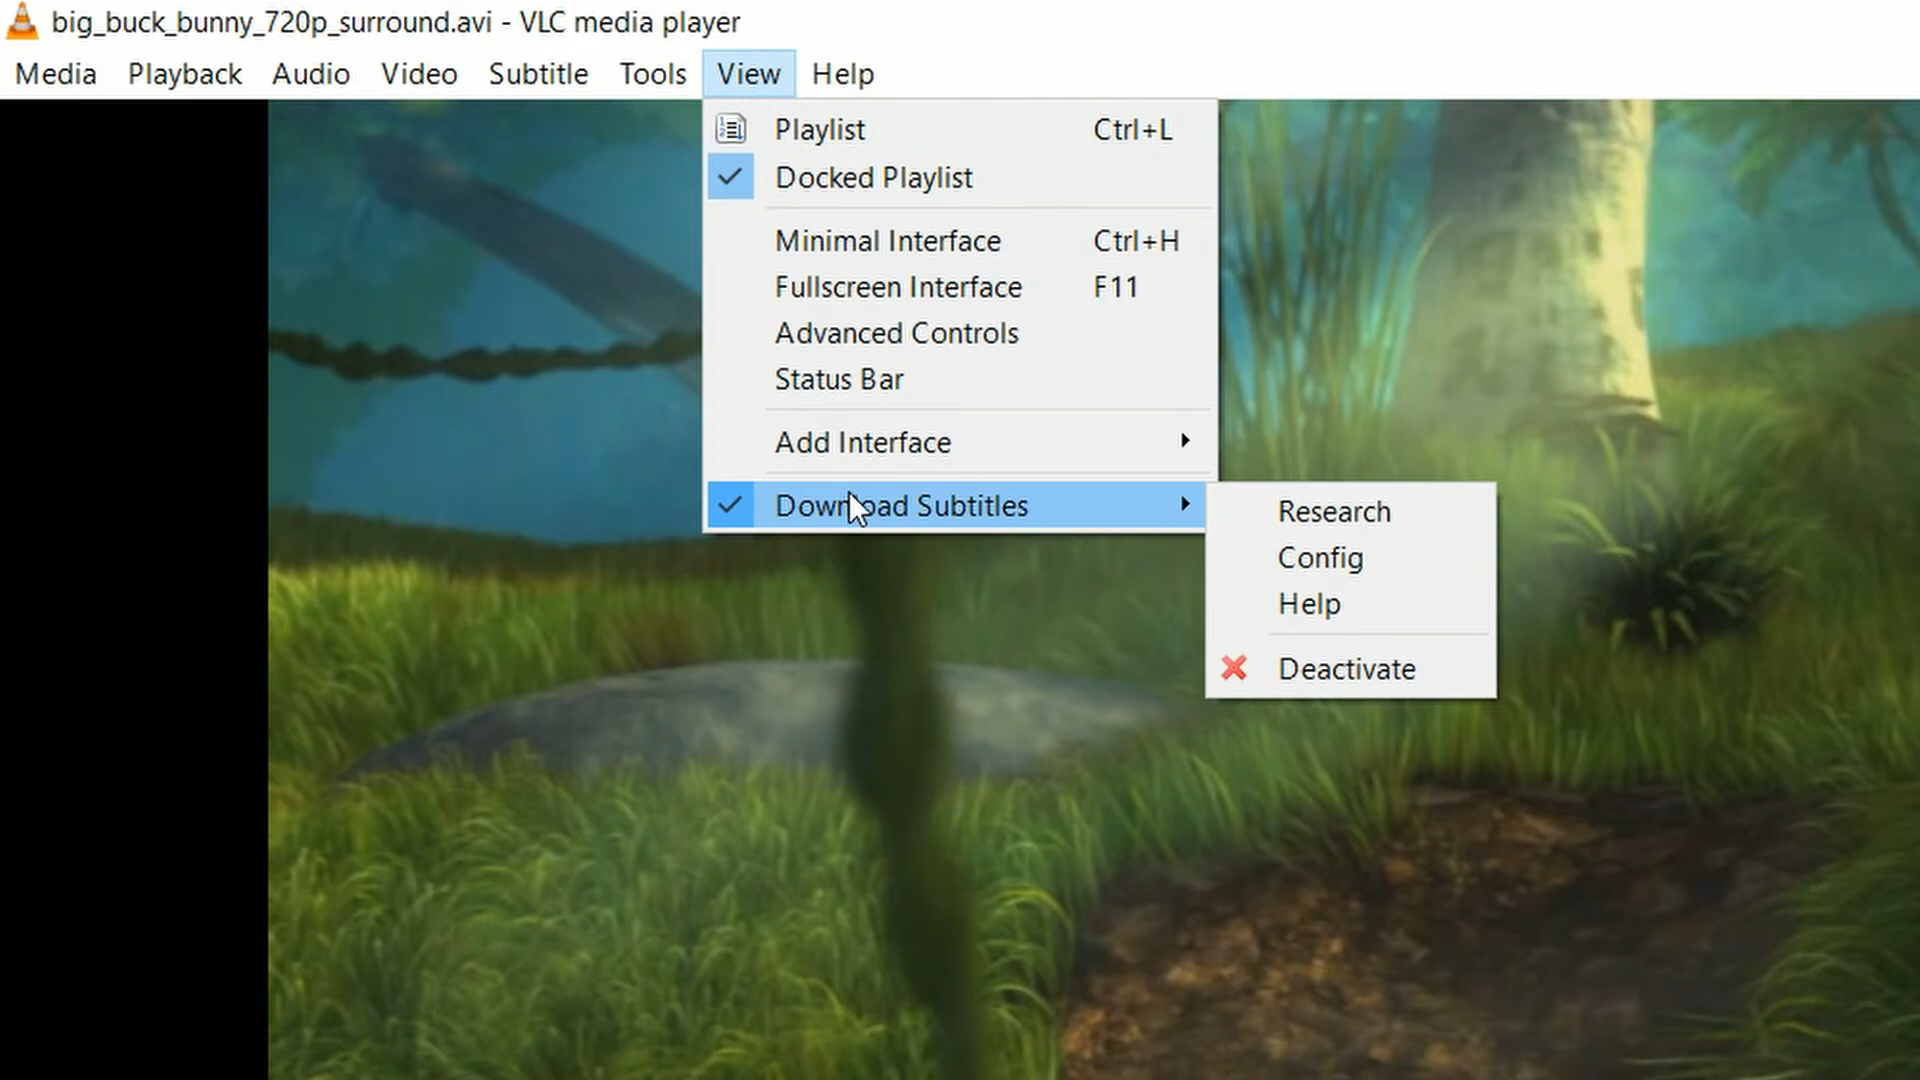 big_buck_bunny_720p_surround.avi - VLC media player
Media Playback Audio Video Subtitle Tools View Help
Playlist Ctrl+L
Docked Playlist
Minimal Interface Ctrl+H
Fullscreen Interface F11
Advanced Controls
Status Bar
Add Interface
Download Subtitles
Research
Config
Help
Deactivate